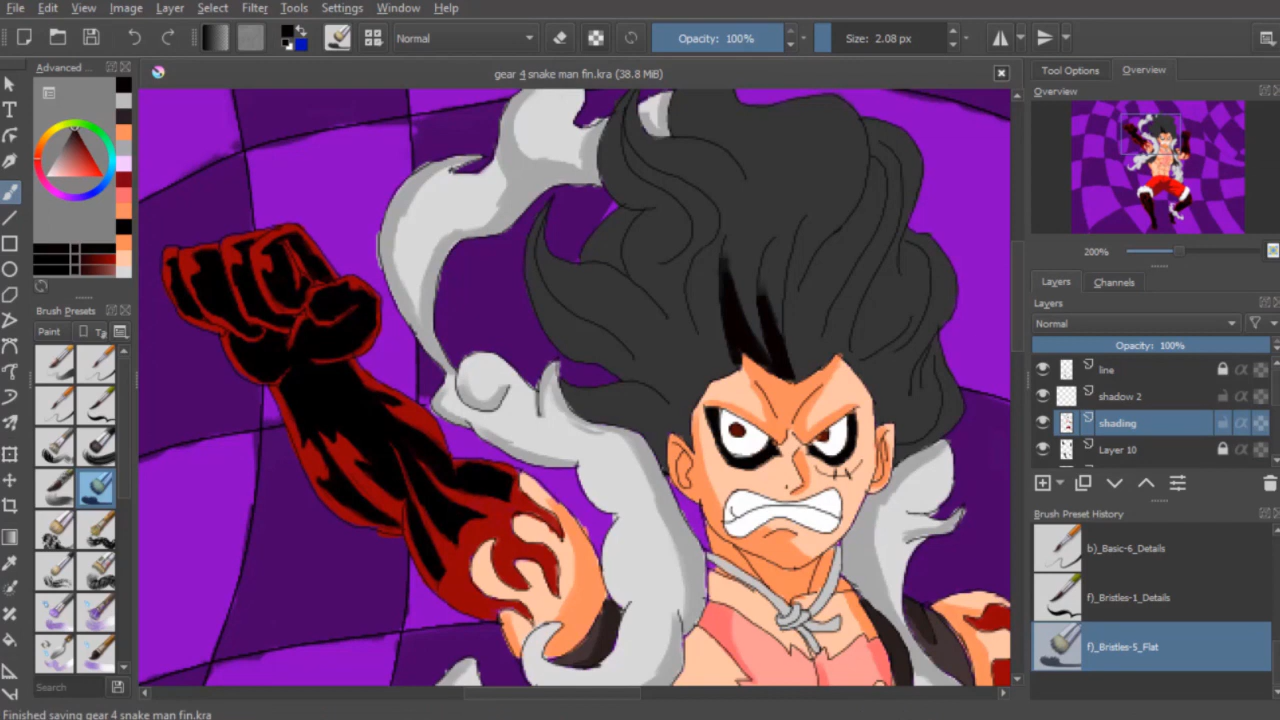 File Edit View Image Layer Select Filter Tools Settings Window Help
Normal Opacity: 100% Size: 2.08 px
Advanced ...
gear 4 snake man fin.kra (38.8 MiB)
Tool Options Overview
Overview
200%
Layers Channels
Layers
Normal
Opacity: 100%
line
shadow 2
shading
Layer 10
Brush Presets
Paint
Search
Brush Preset History
b)_Basic-6_Details
f)_Bristles-1_Details
f)_Bristles-5_Flat
Finished saving gear 4 snake man fin.kra